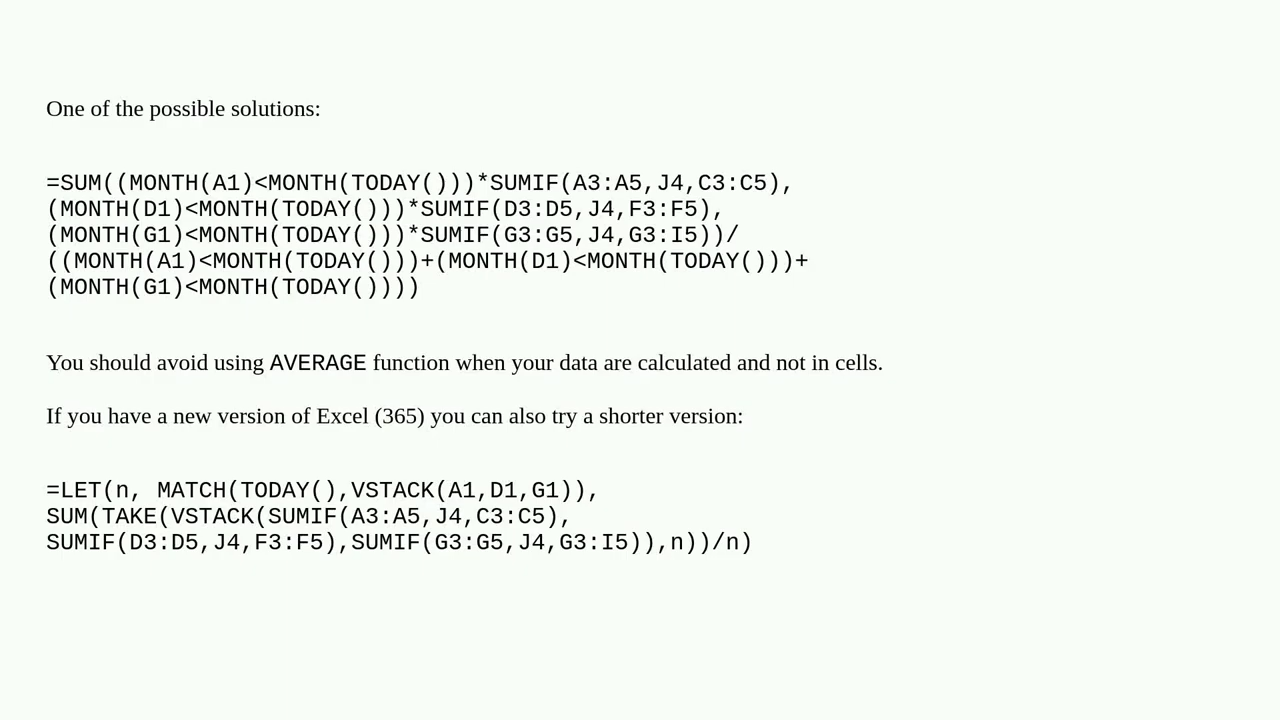 One of the possible solutions:
=SUM((MONTH(A1)<MONTH(TODAY()))*SUMIF(A3:A5,J4,C3:C5),
(MONTH(D1)<MONTH(TODAY()))*SUMIF(D3:D5,J4,F3:F5),
(MONTH(G1)<MONTH(TODAY()))*SUMIF(G3:G5,J4,G3:I5))/
((MONTH(A1)<MONTH(TODAY()))+(MONTH(D1)<MONTH(TODAY()))+
(MONTH(G1)<MONTH(TODAY())))
You should avoid using AVERAGE function when your data are calculated and not in cells.
If you have a new version of Excel (365) you can also try a shorter version:
=LET(n, MATCH(TODAY(),VSTACK(A1,D1,G1)),
SUM(TAKE(VSTACK(SUMIF(A3:A5,J4,C3:C5),
SUMIF(D3:D5,J4,F3:F5),SUMIF(G3:G5,J4,G3:I5)),n))/n)